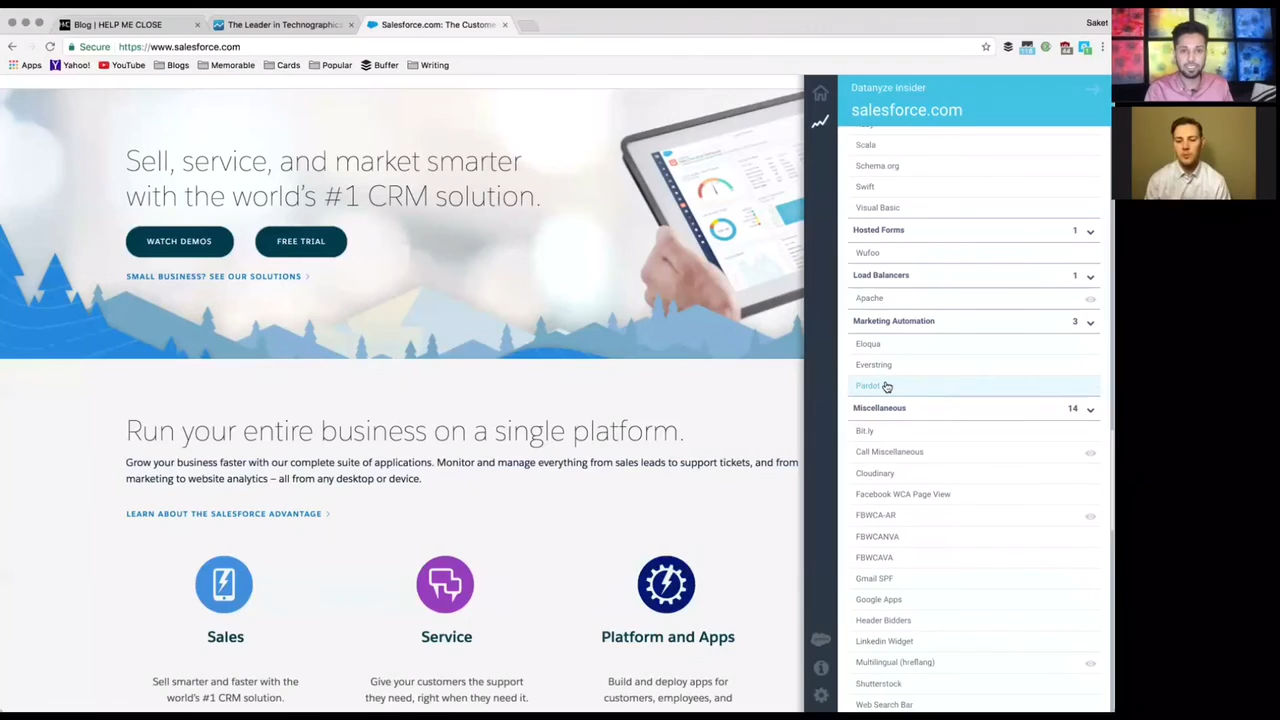 Blog | HELP ME CLOSE
The Leader in Technographics
Salesforce.com: The Custome
Saket
Secure https://www.salesforce.com
Apps Yahoo! YouTube Blogs Memorable Cards Popular Buffer Writing
Sell, service, and market smarter
with the world's #1 CRM solution.
WATCH DEMOS FREE TRIAL
SMALL BUSINESS? SEE OUR SOLUTIONS >
Run your entire business on a single platform.
Grow your business faster with our complete suite of applications. Monitor and manage everything from sales leads to support tickets, and from
marketing to website analytics – all from any desktop or device.
LEARN ABOUT THE SALESFORCE ADVANTAGE >
Sales
Sell smarter and faster with the
world's #1 CRM solution.
Service
Give your customers the support
they need, right when they need it.
Platform and Apps
Build and deploy apps for
customers, employees, and
Datanyze Insider
salesforce.com
Scala
Schema.org
Swift
Visual Basic
Hosted Forms 1
Wufoo
Load Balancers 1
Apache
Marketing Automation 3
Eloqua
Everstring
Pardot
Miscellaneous 14
Bit.ly
Call Miscellaneous
Cloudinary
Facebook WCA Page View
FBWCA-AR
FBWCANVA
FBWCAVA
Gmail SPF
Google Apps
Header Bidders
Linkedin Widget
Multilingual (hreflang)
Shutterstock
Web Search Bar